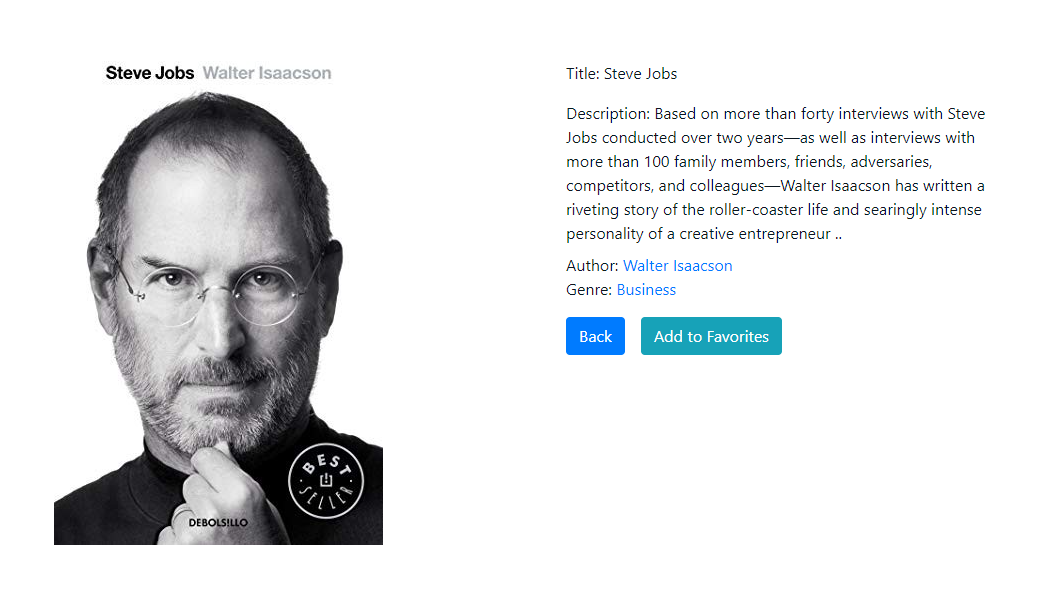 Steve Jobs Walter Isaacson
BEST
SELLER
DEBOLS!LLO
Title: Steve Jobs
Description: Based on more than forty interviews with Steve
Jobs conducted over two years—as well as interviews with
more than 100 family members, friends, adversaries,
competitors, and colleagues—Walter Isaacson has written a
riveting story of the roller-coaster life and searingly intense
personality of a creative entrepreneur ..
Author: Walter Isaacson
Genre: Business
Back Add to Favorites